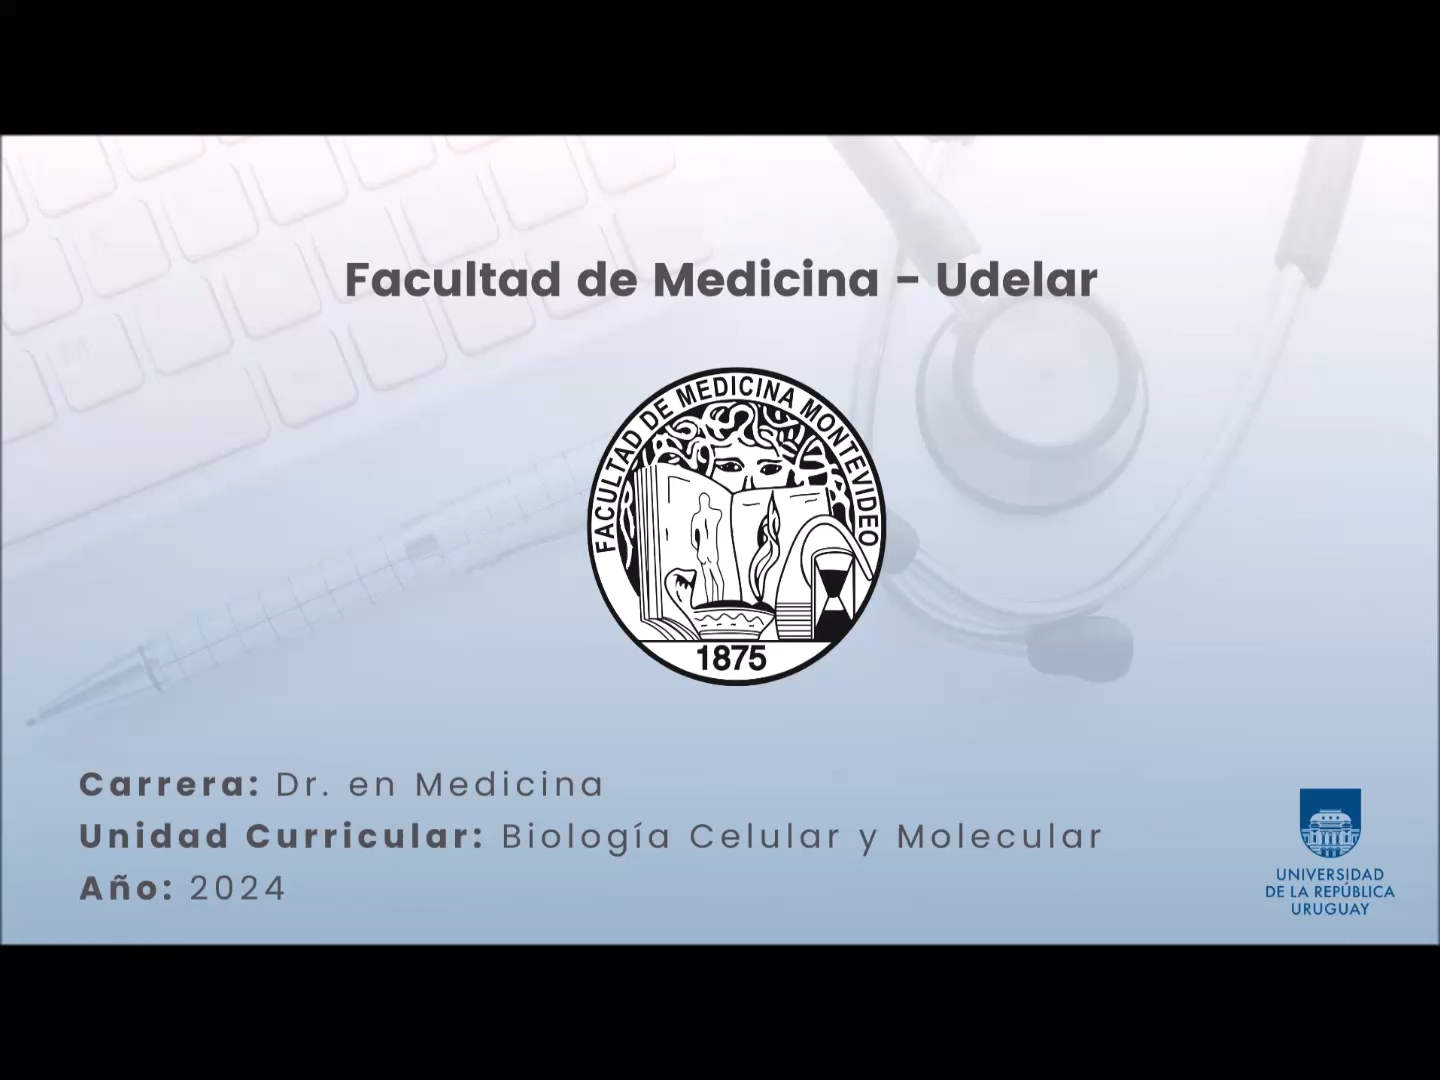 Facultad de Medicina - Udelar
FACULTAD DE MEDICINA MONTEVIDEO
1875
Carrera: Dr. en Medicina
Unidad Curricular: Biología Celular y Molecular
Año: 2024
UNIVERSIDAD
DE LA REPÚBLICA
URUGUAY